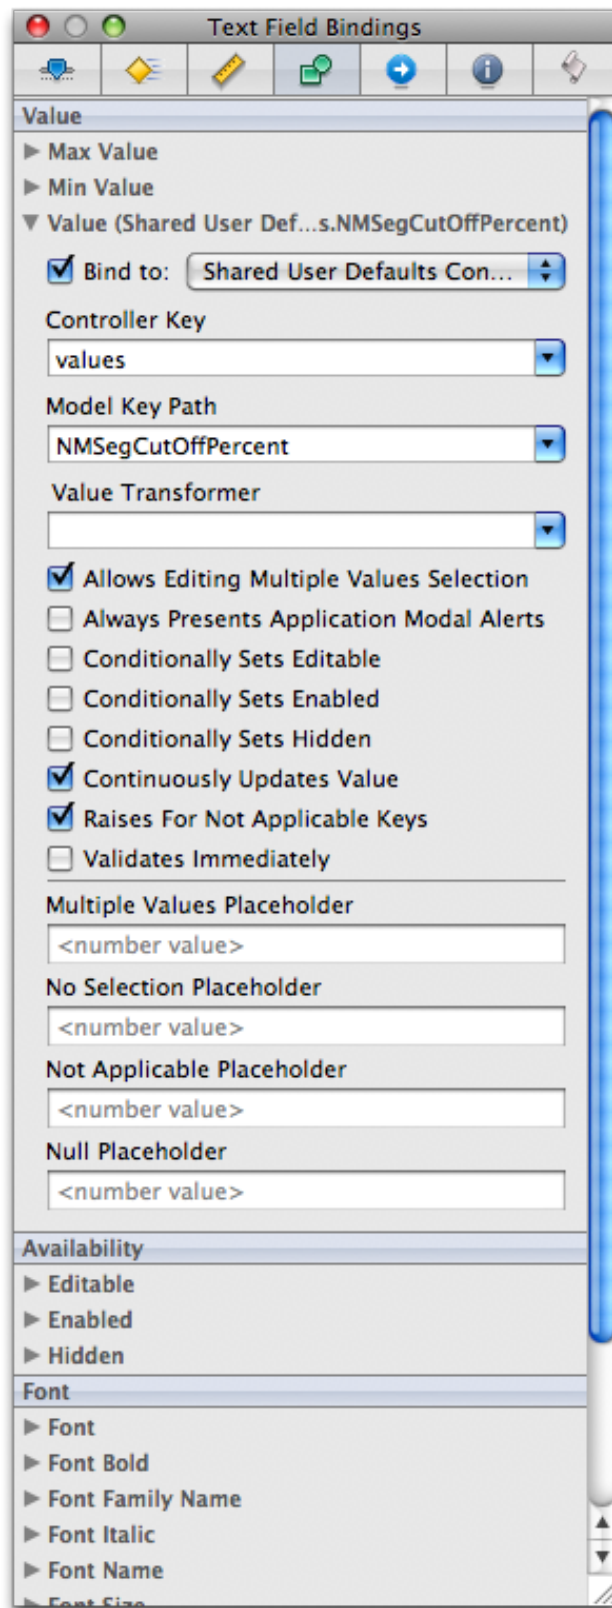 Text Field Bindings
Value
Max Value
Min Value
Value (Shared User Def...s.NMSegCutOffPercent)
Bind to: Shared User Defaults Con...
Controller Key
values
Model Key Path
NMSegCutOffPercent
Value Transformer
Allows Editing Multiple Values Selection
Always Presents Application Modal Alerts
Conditionally Sets Editable
Conditionally Sets Enabled
Conditionally Sets Hidden
Continuously Updates Value
Raises For Not Applicable Keys
Validates Immediately
Multiple Values Placeholder
<number value>
No Selection Placeholder
<number value>
Not Applicable Placeholder
<number value>
Null Placeholder
<number value>
Availability
Editable
Enabled
Hidden
Font
Font
Font Bold
Font Family Name
Font Italic
Font Name
Font Size